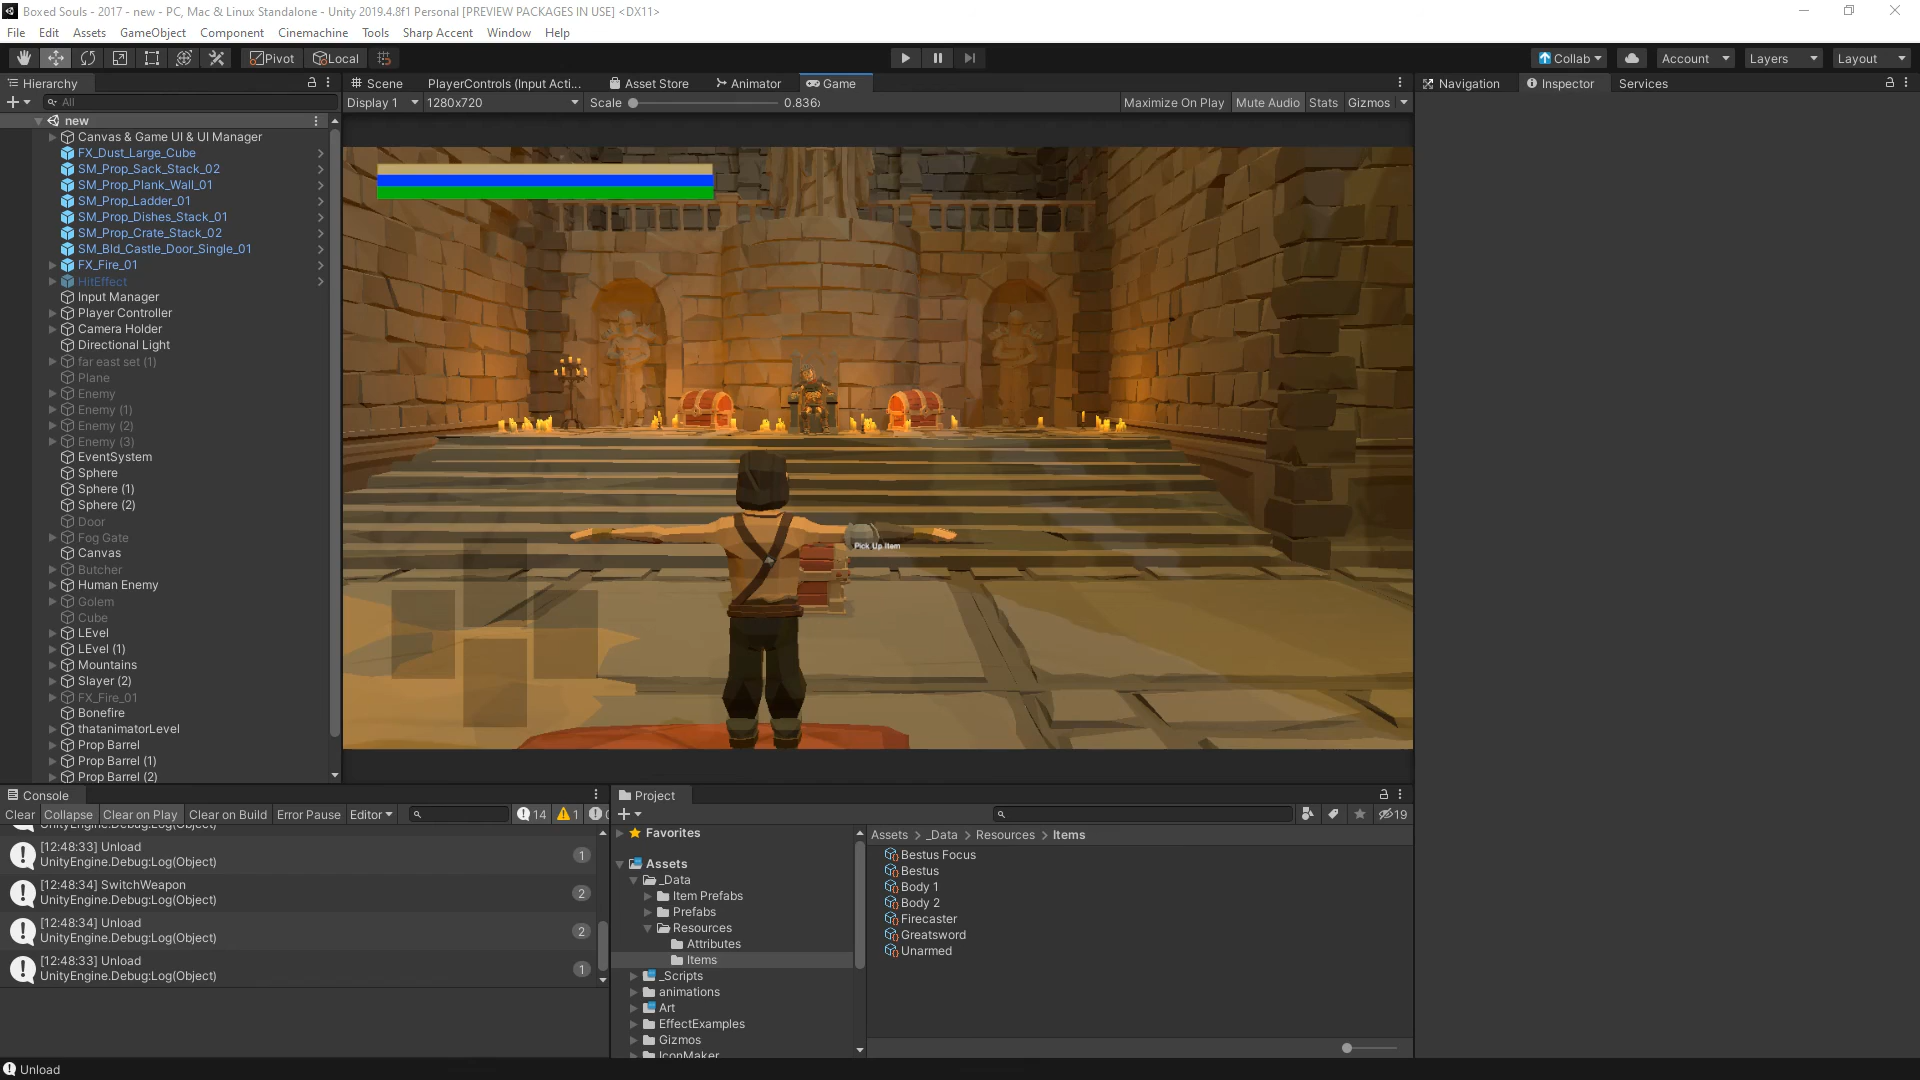 Boxed Souls - 2017 - new - PC, Mac & Linux Standalone - Unity 2019.4.8f1 Personal [PREVIEW PACKAGES IN USE] <DX11>
File Edit Assets GameObject Component Cinemachine Tools Sharp Accent Window Help
Pivot Local Collab Account Layers Layout
Hierarchy Scene PlayerControls (Input Acti... Asset Store Animator Game Navigation Inspector Services
All Display 1 1280x720 Scale 0.836x Maximize On Play Mute Audio Stats Gizmos
new
Canvas & Game UI & UI Manager
FX_Dust_Large_Cube
SM_Prop_Sack_Stack_02
SM_Prop_Plank_Wall_01
SM_Prop_Ladder_01
SM_Prop_Dishes_Stack_01
SM_Prop_Crate_Stack_02
SM_Bld_Castle_Door_Single_01
FX_Fire_01
HitEffect
Input Manager
Player Controller
Camera Holder
Directional Light
far east set (1)
Plane
Enemy
Enemy (1)
Enemy (2)
Enemy (3)
EventSystem
Sphere
Sphere (1)
Sphere (2)
Door
Fog Gate
Canvas
Butcher
Human Enemy
Golem
Cube
LEvel
LEvel (1)
Mountains
Slayer (2)
FX_Fire_01
Bonefire
thatanimatorLevel
Prop Barrel
Prop Barrel (1)
Prop Barrel (2)
Pick Up Item
Console
Clear Collapse Clear on Play Clear on Build Error Pause Editor 14 1
UnityEngine.Debug:Log(Object)
[12:48:33] Unload
UnityEngine.Debug:Log(Object) 1
[12:48:34] SwitchWeapon
UnityEngine.Debug:Log(Object) 2
[12:48:34] Unload
UnityEngine.Debug:Log(Object) 2
[12:48:33] Unload
UnityEngine.Debug:Log(Object) 1
Project
19
Favorites
Assets
_Data
Item Prefabs
Prefabs
Resources
Attributes
Items
_Scripts
animations
Art
EffectExamples
Gizmos
IconMaker
Assets > _Data > Resources > Items
Bestus Focus
Bestus
Body 1
Body 2
Firecaster
Greatsword
Unarmed
Unload